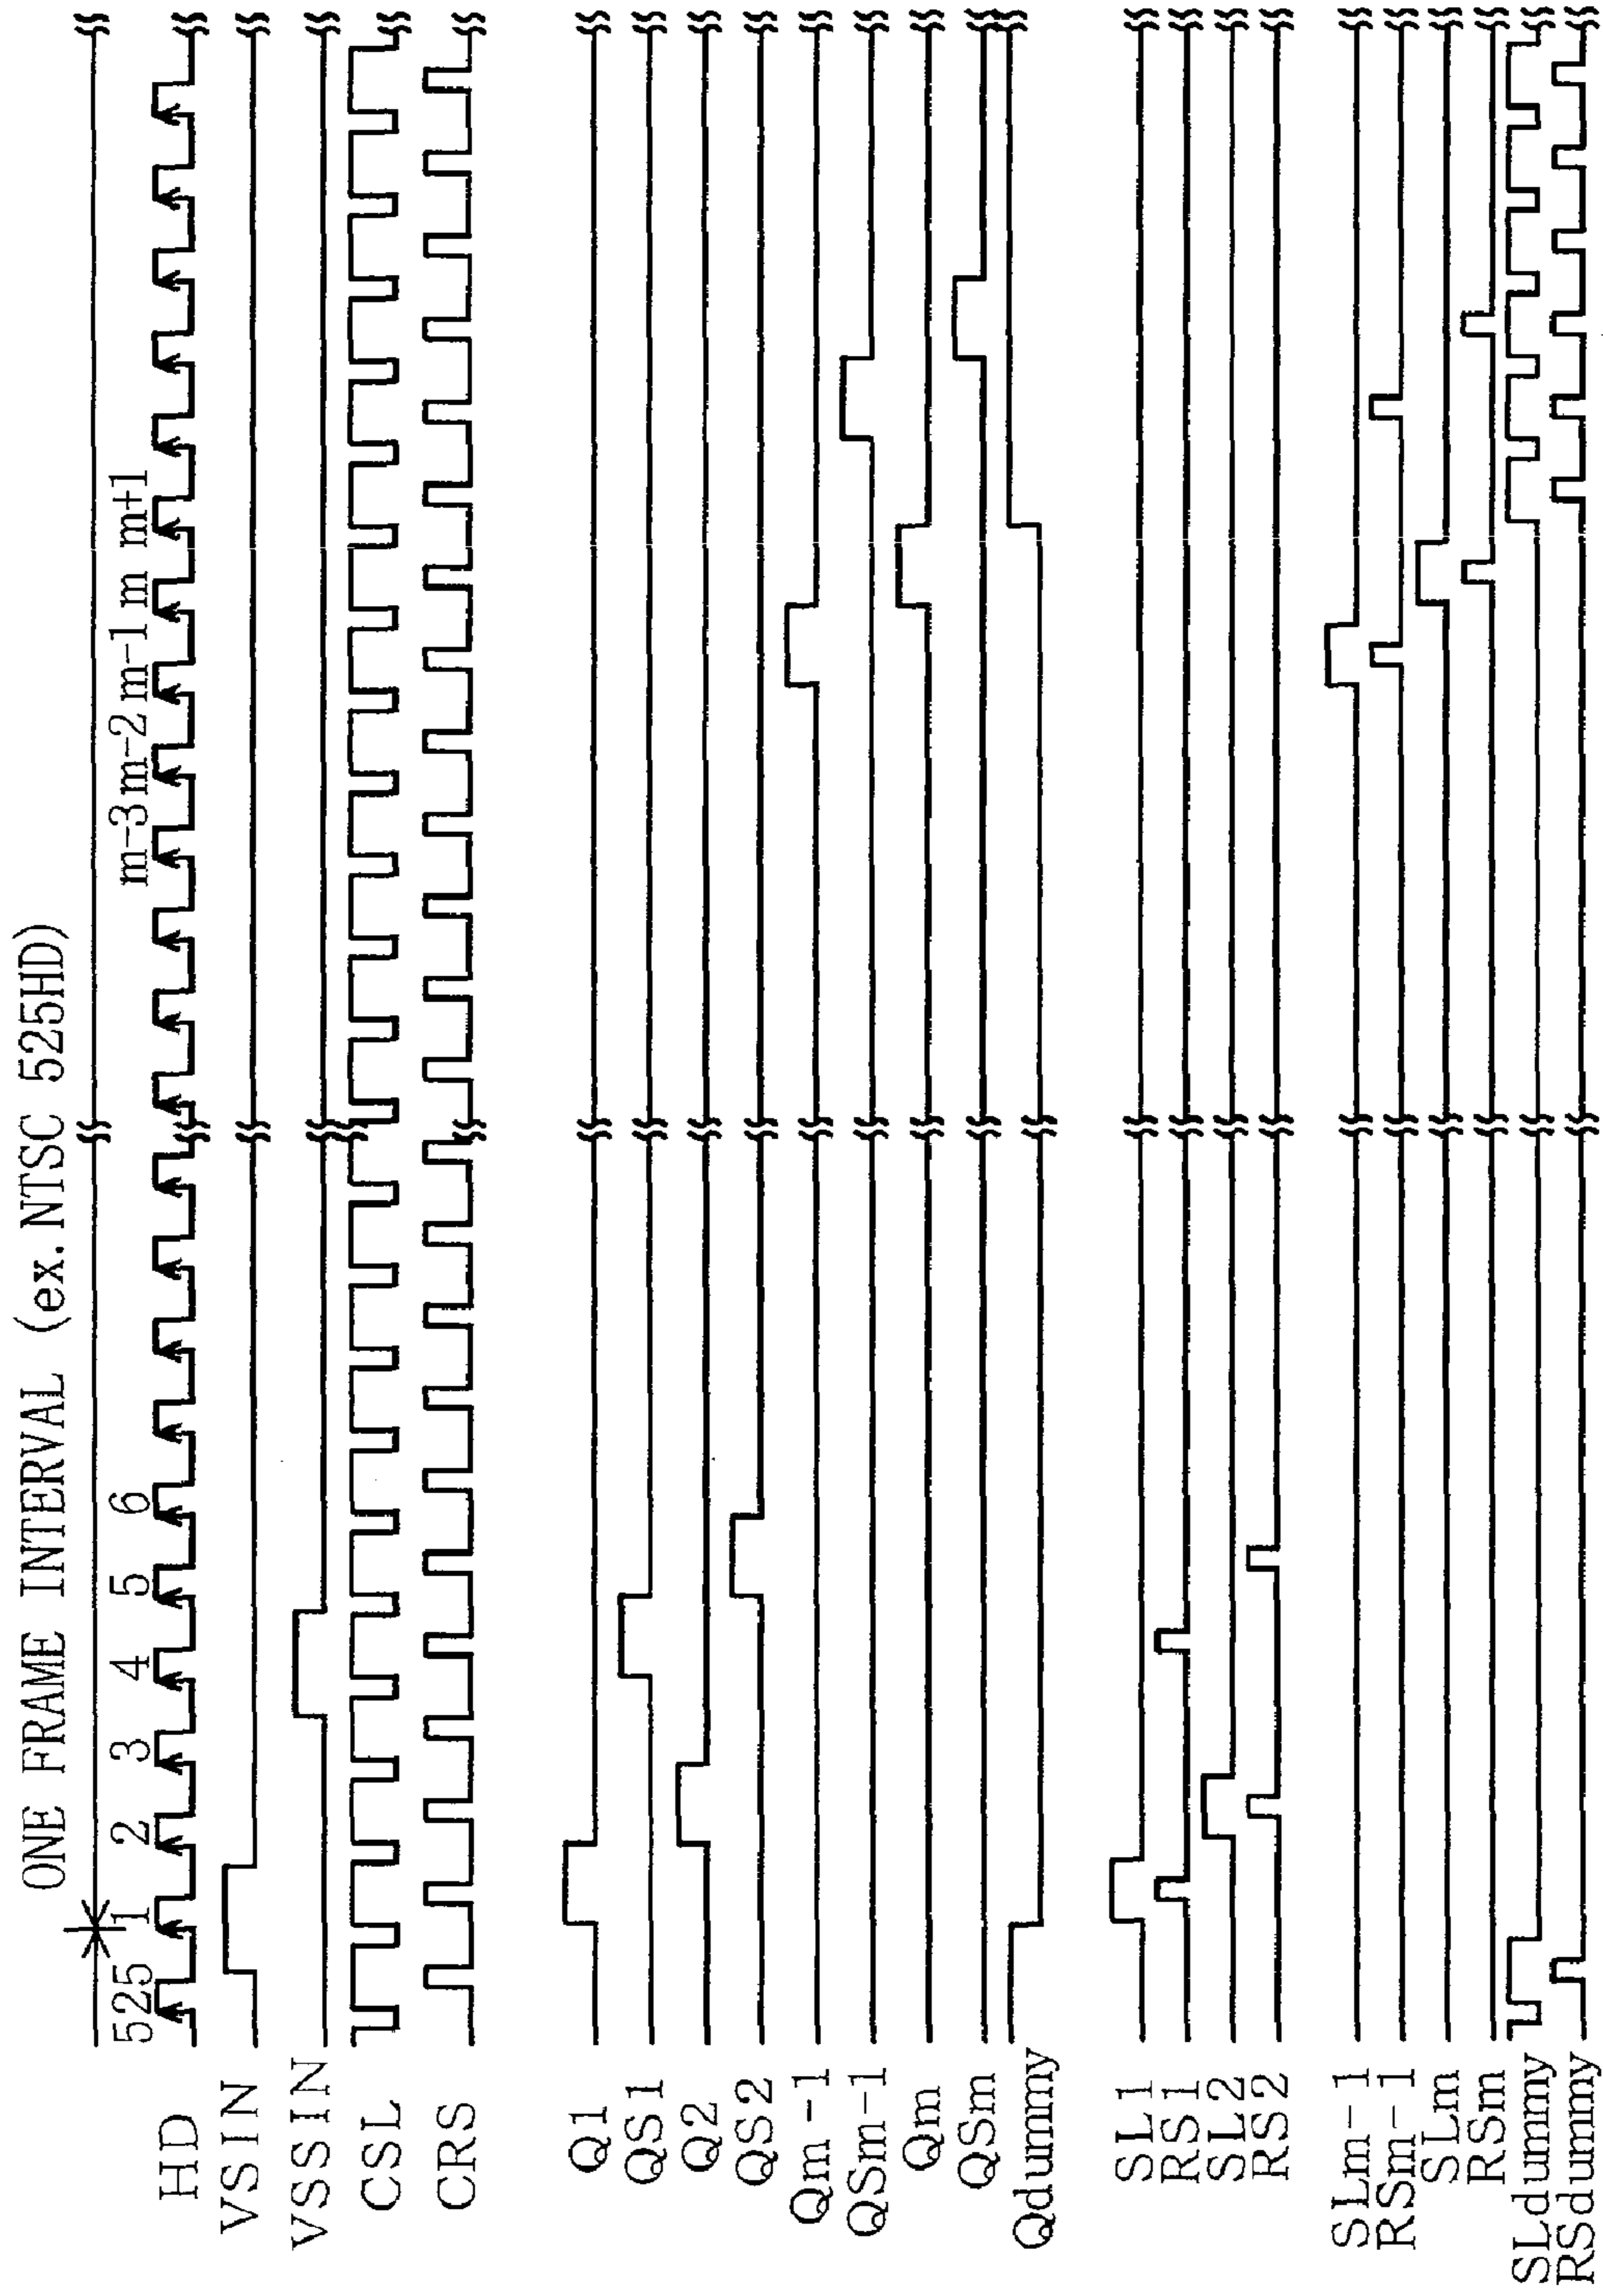 ONE FRAME INTERVAL (ex. NTSC 525HD)
525 1 2 3 4 5 6 m-3 m-2 m-1 m m+1
HD
VSIN
VSSIN
CSL
CRS
Q1
QS1
Q2
QS2
Qm-1
QSm-1
Qm
QSm
Qdummy
SL1
RS1
SL2
RS2
SLm-1
RSm-1
SLm
RSm
SLdummy
RSdummy